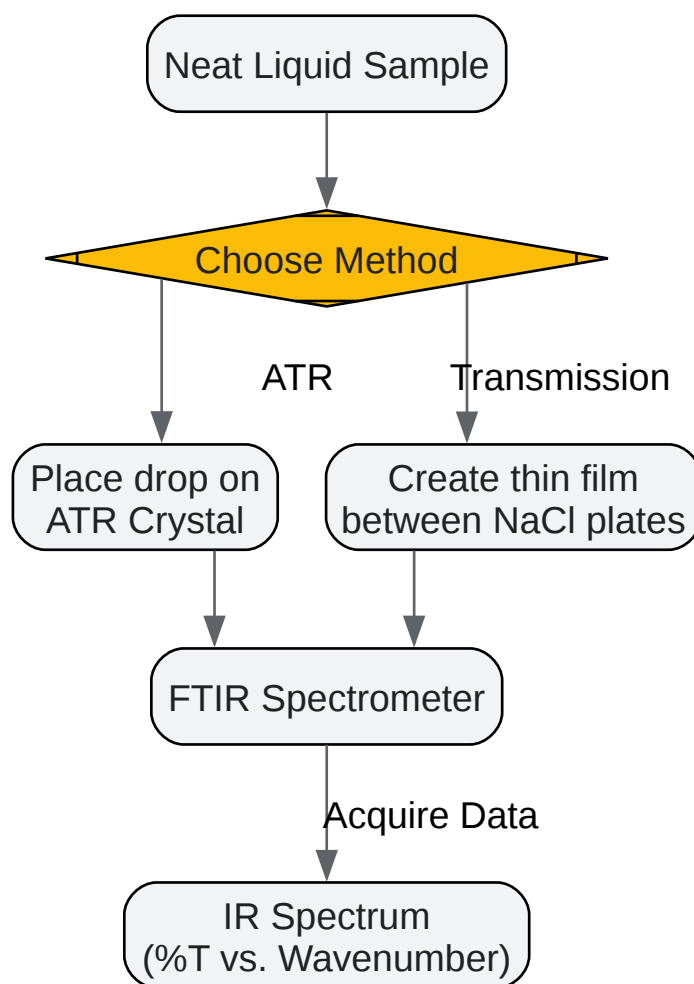 Neat Liquid Sample
Choose Method
ATR
Transmission
Place drop on
ATR Crystal
Create thin film
between NaCl plates
FTIR Spectrometer
Acquire Data
IR Spectrum
(%T vs. Wavenumber)